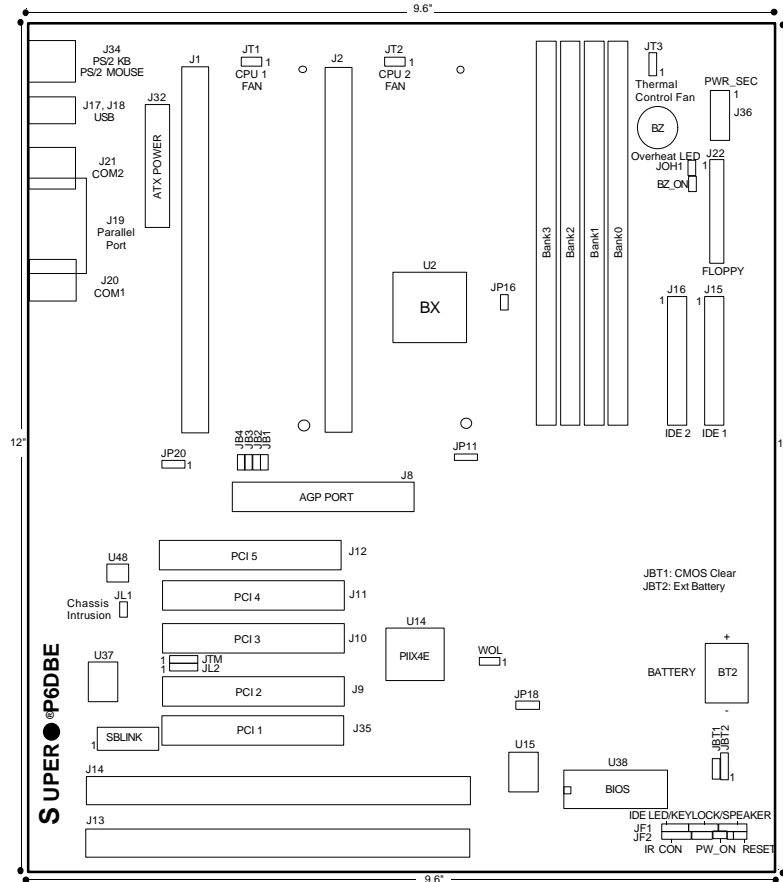 9.6"
J34
PS/2 KB
PS/2 MOUSE
J1
JT1
1
CPU 1
FAN
J2
JT2
1
CPU 2
FAN
JT3
1
Thermal
Control Fan
PWR_SEC
1
J36
BZ
J17, J18
USB
J32
ATX POWER
Overheat LED
JOH1
BZ_ON
J22
1
FLOPPY
J21
COM2
J19
Parallel
Port
J20
COM1
Bank3
Bank2
Bank1
Bank0
U2
BX
JP16
J16
1
J15
1
IDE 2
IDE 1
12"
1
JB4
JB3
JB2
JB1
JP20
1
JP11
J8
AGP PORT
PCI 5
J12
U48
PCI 4
J11
JL1
Chassis
Intrusion
JBT1: CMOS Clear
JBT2: Ext Battery
PCI 3
J10
U14
PIIX4E
1
JTM
1
JL2
WOL
1
U37
PCI 2
J9
JP18
+
BATTERY
BT2
-
SBLINK
1
PCI 1
J35
JBT1
JBT2
1
U15
U38
BIOS
J14
J13
SUPER ®P6DBE
IDE LED/KEYLOCK/SPEAKER
JF1
JF2
IR CON
PW_ON
RESET
9.6"